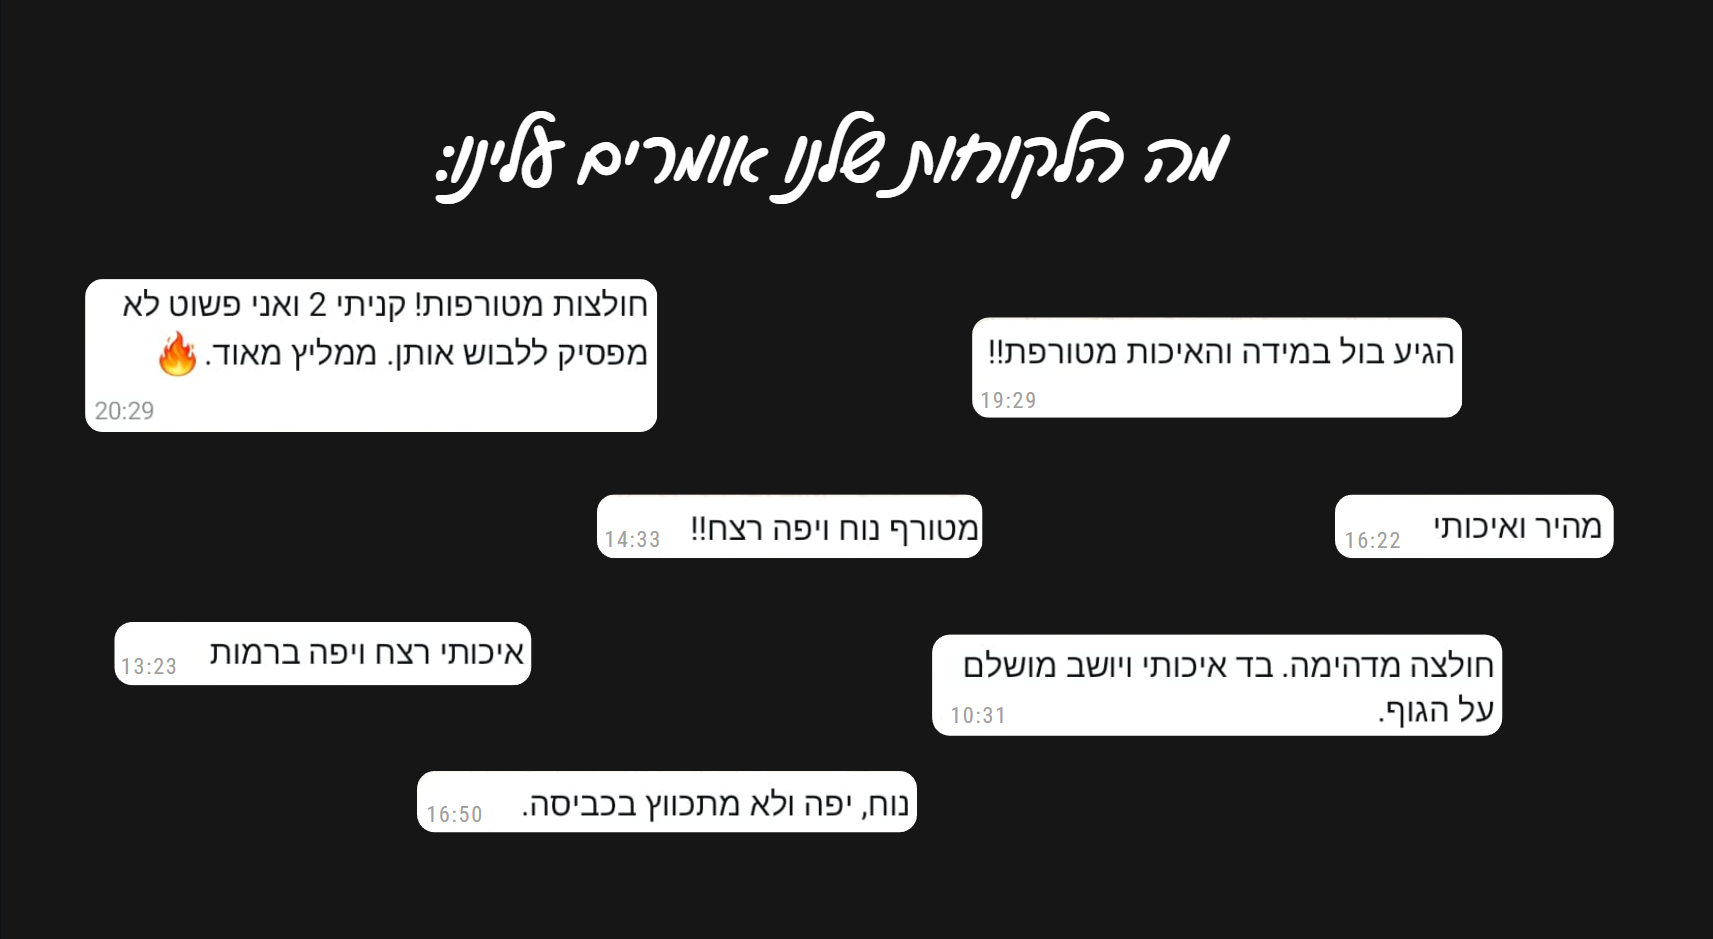 מה הלקוחות שלנו אומרים עלינו:
הגיע בול במידה והאיכות מטורפת!!
19:29
חולצות מטורפות! קניתי 2 ואני פשוט לא
מפסיק ללבוש אותן. ממליץ מאוד. 🔥
20:29
מהיר ואיכותי
16:22
מטורף נוח ויפה רצח!!
14:33
חולצה מדהימה. בד איכותי ויושב מושלם
על הגוף.
10:31
איכותי רצח ויפה ברמות
13:23
נוח, יפה ולא מתכווץ בכביסה.
16:50